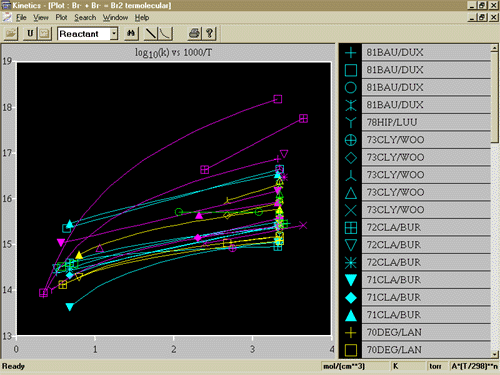 Kinetics - [Plot : Br· + Br· = Br2 termolecular]
File View Plot Search Window Help
U Reactant
log10(k) vs 1000/T
19
18
17
16
15
14
13
0 1 2 3 4
81BAU/DUX
81BAU/DUX
81BAU/DUX
81BAU/DUX
78HIP/LUU
73CLY/WOO
73CLY/WOO
73CLY/WOO
73CLY/WOO
73CLY/WOO
72CLA/BUR
72CLA/BUR
72CLA/BUR
71CLA/BUR
71CLA/BUR
71CLA/BUR
70DEG/LAN
70DEG/LAN
Ready mol/(cm**3) K torr A*(T/298)**n